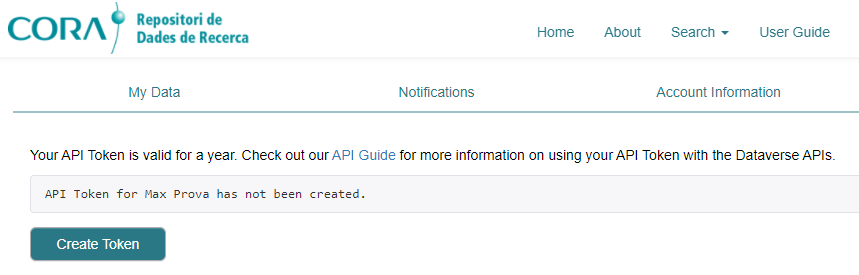 CORA Repositori de
Dades de Recerca
Home About Search User Guide
My Data Notifications Account Information
Your API Token is valid for a year. Check out our API Guide for more information on using your API Token with the Dataverse APIs.
API Token for Max Prova has not been created.
Create Token